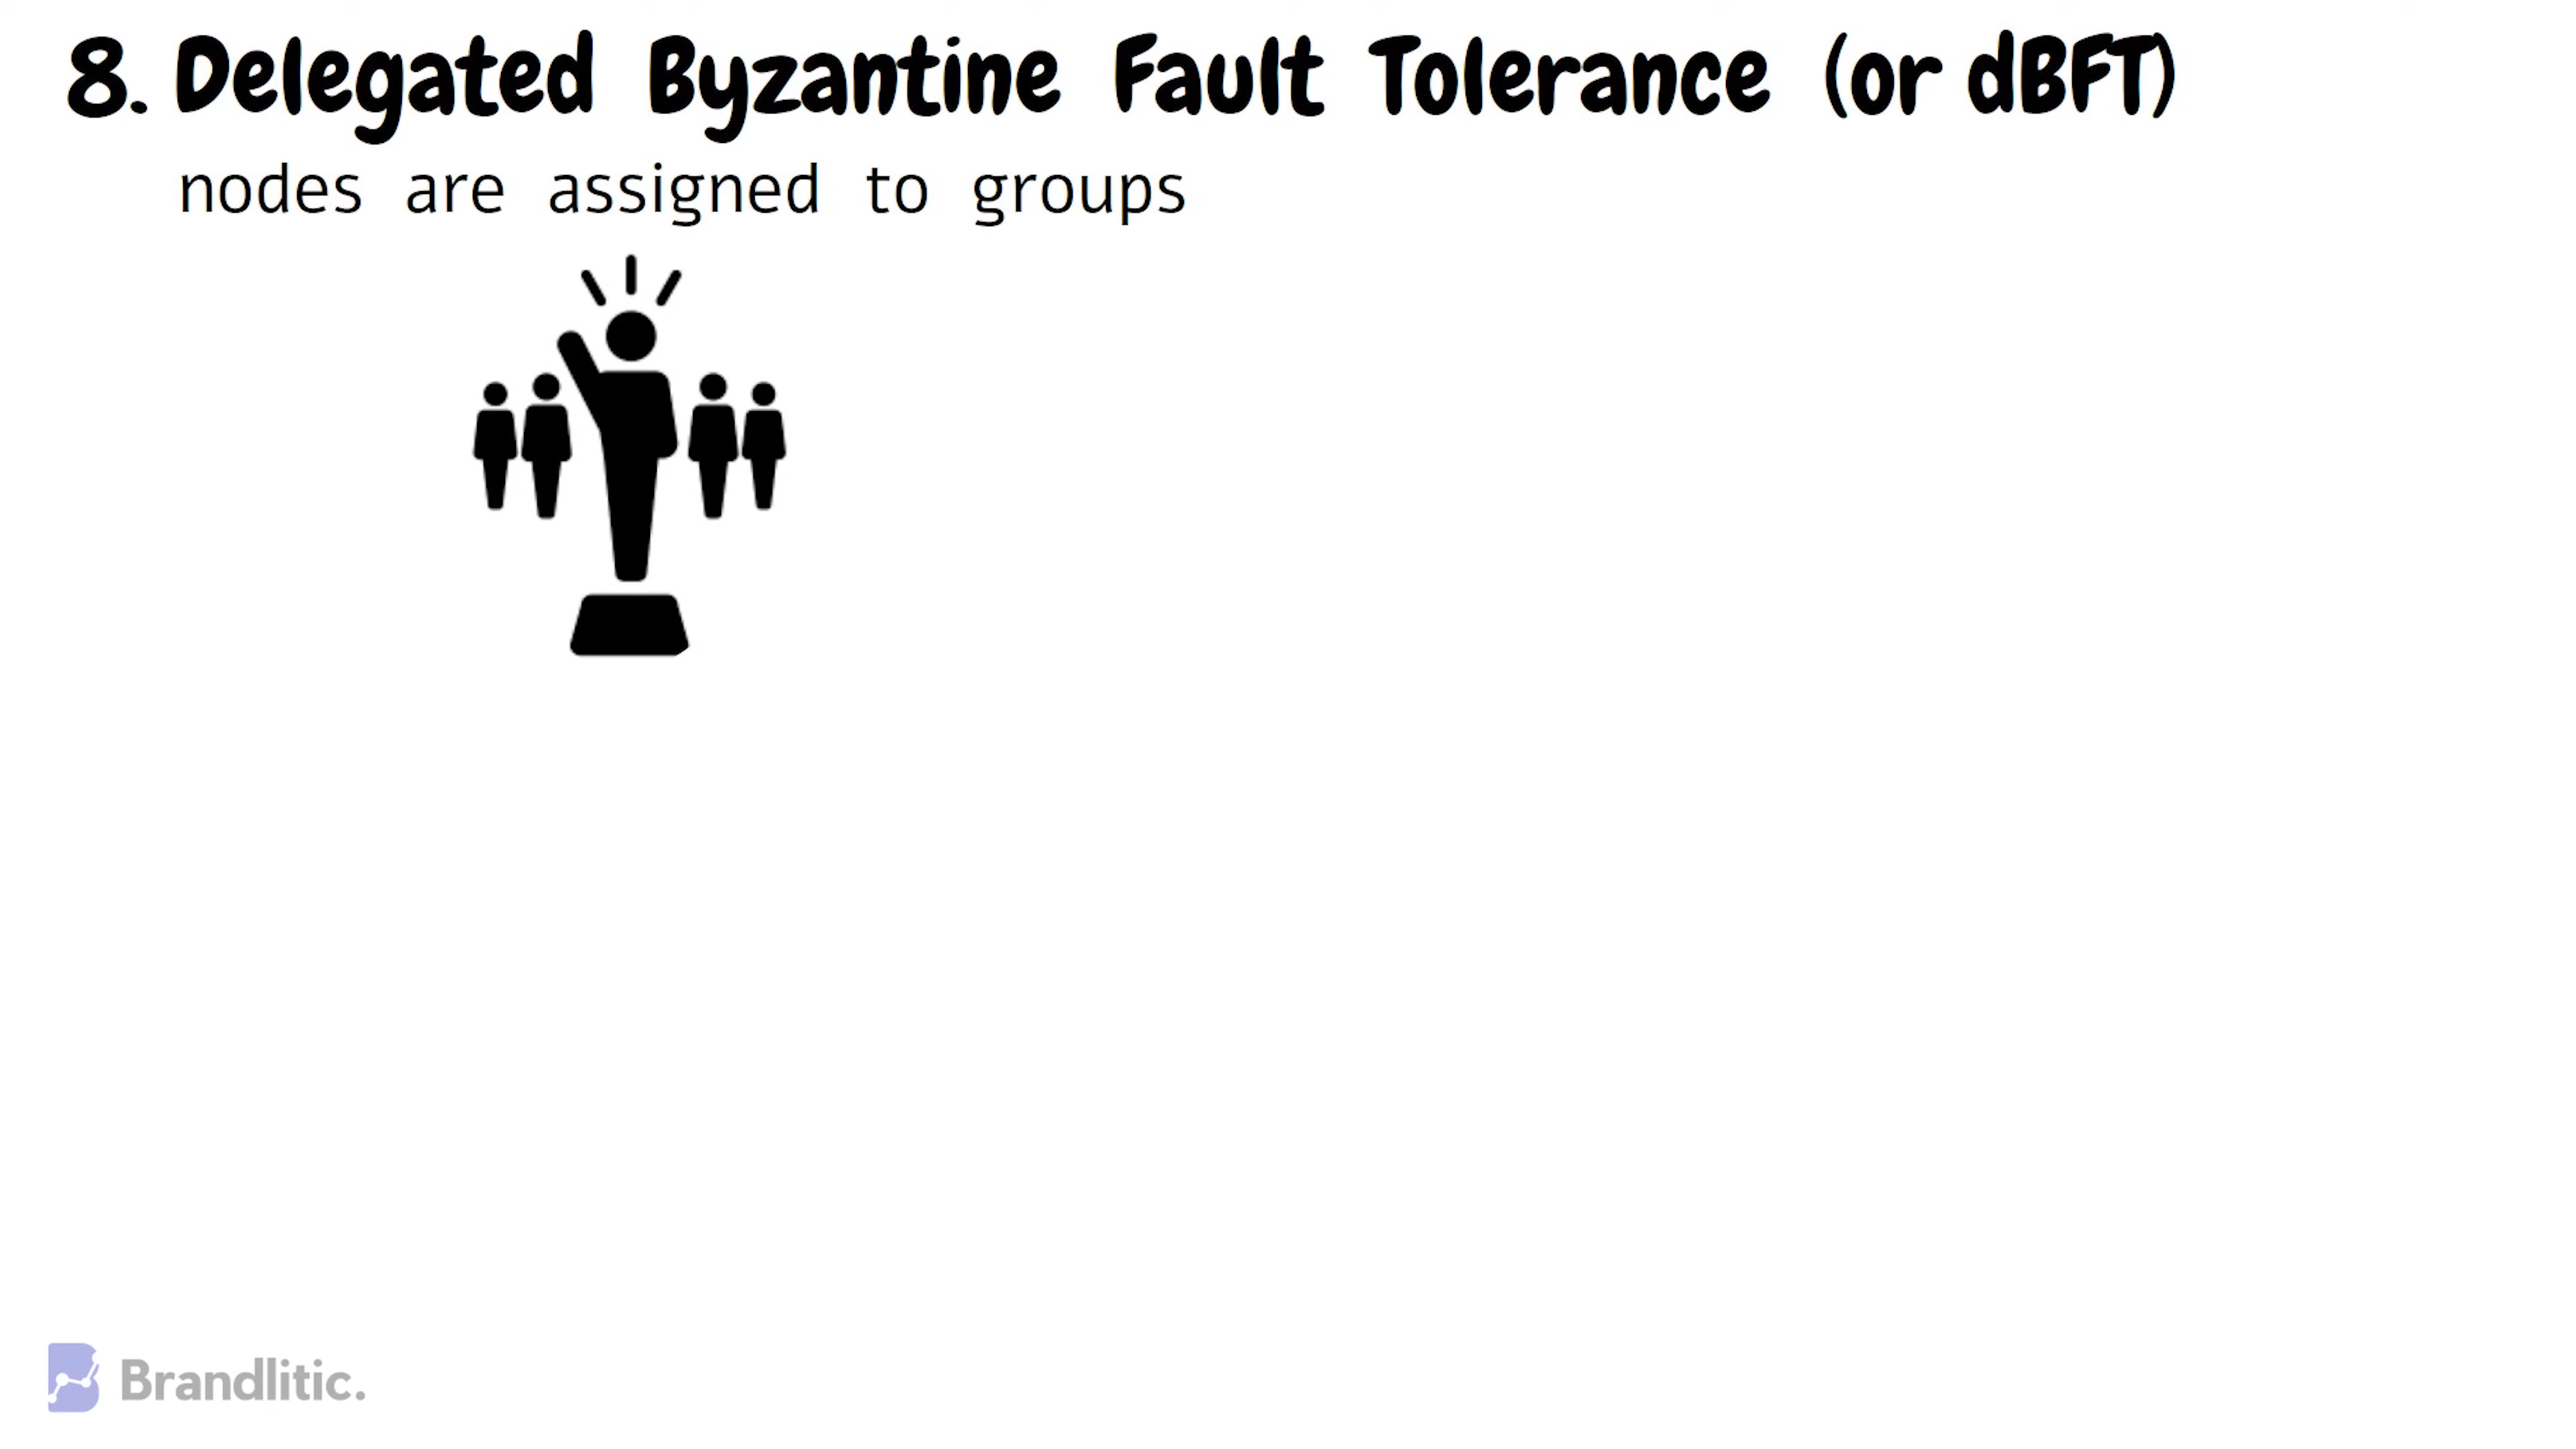 8. Delegated Byzantine Fault Tolerance (or dBFT)
nodes are assigned to groups
Brandlitic.